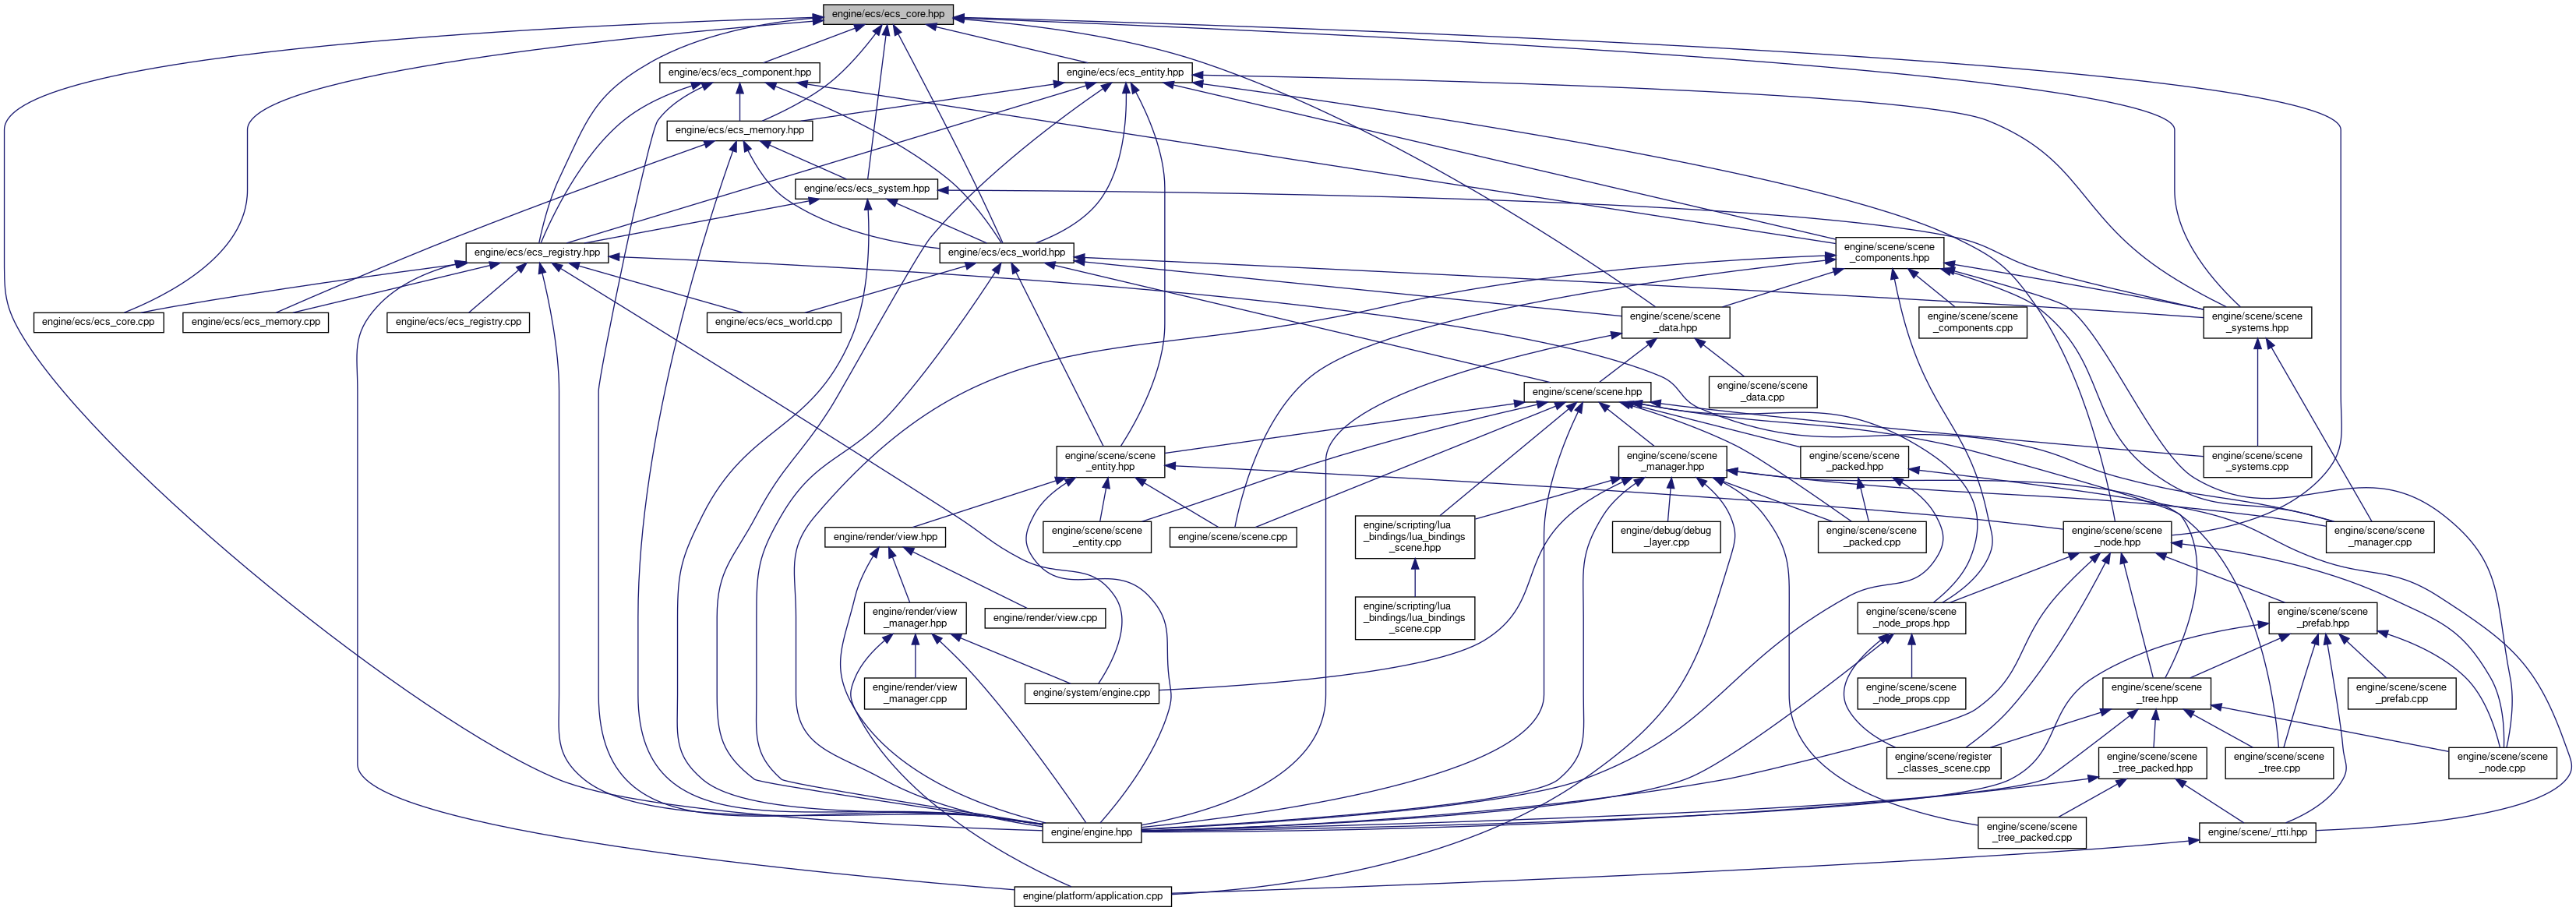 engine/ecs/ecs_core.hpp
engine/ecs/ecs_component.hpp
engine/ecs/ecs_entity.hpp
engine/ecs/ecs_memory.hpp
engine/ecs/ecs_system.hpp
engine/ecs/ecs_registry.hpp
engine/ecs/ecs_world.hpp
engine/scene/scene
_components.hpp
engine/ecs/ecs_core.cpp
engine/ecs/ecs_memory.cpp
engine/ecs/ecs_registry.cpp
engine/ecs/ecs_world.cpp
engine/scene/scene
_data.hpp
engine/scene/scene
_components.cpp
engine/scene/scene
_systems.hpp
engine/scene/scene.hpp
engine/scene/scene
_data.cpp
engine/scene/scene
_entity.hpp
engine/scene/scene
_manager.hpp
engine/scene/scene
_packed.hpp
engine/scene/scene
_systems.cpp
engine/render/view.hpp
engine/scene/scene
_entity.cpp
engine/scene/scene.cpp
engine/scripting/lua
_bindings/lua_bindings
_scene.hpp
engine/debug/debug
_layer.cpp
engine/scene/scene
_packed.cpp
engine/scene/scene
_node.hpp
engine/scene/scene
_manager.cpp
engine/render/view
_manager.hpp
engine/render/view.cpp
engine/scripting/lua
_bindings/lua_bindings
_scene.cpp
engine/scene/scene
_node_props.hpp
engine/scene/scene
_prefab.hpp
engine/render/view
_manager.cpp
engine/system/engine.cpp
engine/scene/scene
_node_props.cpp
engine/scene/scene
_tree.hpp
engine/scene/scene
_prefab.cpp
engine/scene/register
_classes_scene.cpp
engine/scene/scene
_tree_packed.hpp
engine/scene/scene
_tree.cpp
engine/scene/scene
_node.cpp
engine/engine.hpp
engine/scene/scene
_tree_packed.cpp
engine/scene/_rtti.hpp
engine/platform/application.cpp